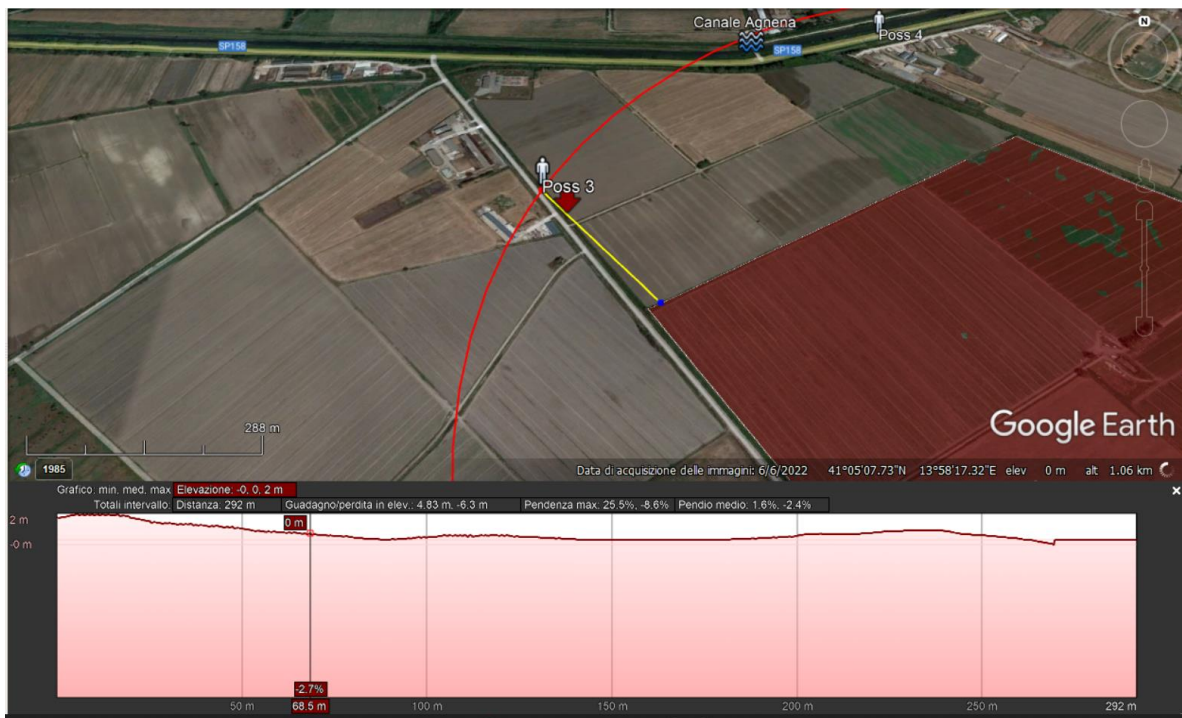 Canale Agnena
N
SP158
SP158
Poss 4
Poss 3
288 m
Google Earth
1985
Data di acquisizione delle immagini: 6/6/2022 41°05'07.73"N 13°58'17.32"E elev 0 m alt 1.06 km
Grafico: min. med. max Elevazione: -0, 0, 2 m
Totali intervallo: Distanza: 292 m Guadagno/perdita in elev.: 4.83 m, -6.3 m Pendenza max: 25.5%, -8.6% Pendio medio: 1.6%, -2.4%
2 m
0 m
-0 m
-2.7%
50 m 68.5 m 100 m 150 m 200 m 250 m 292 m